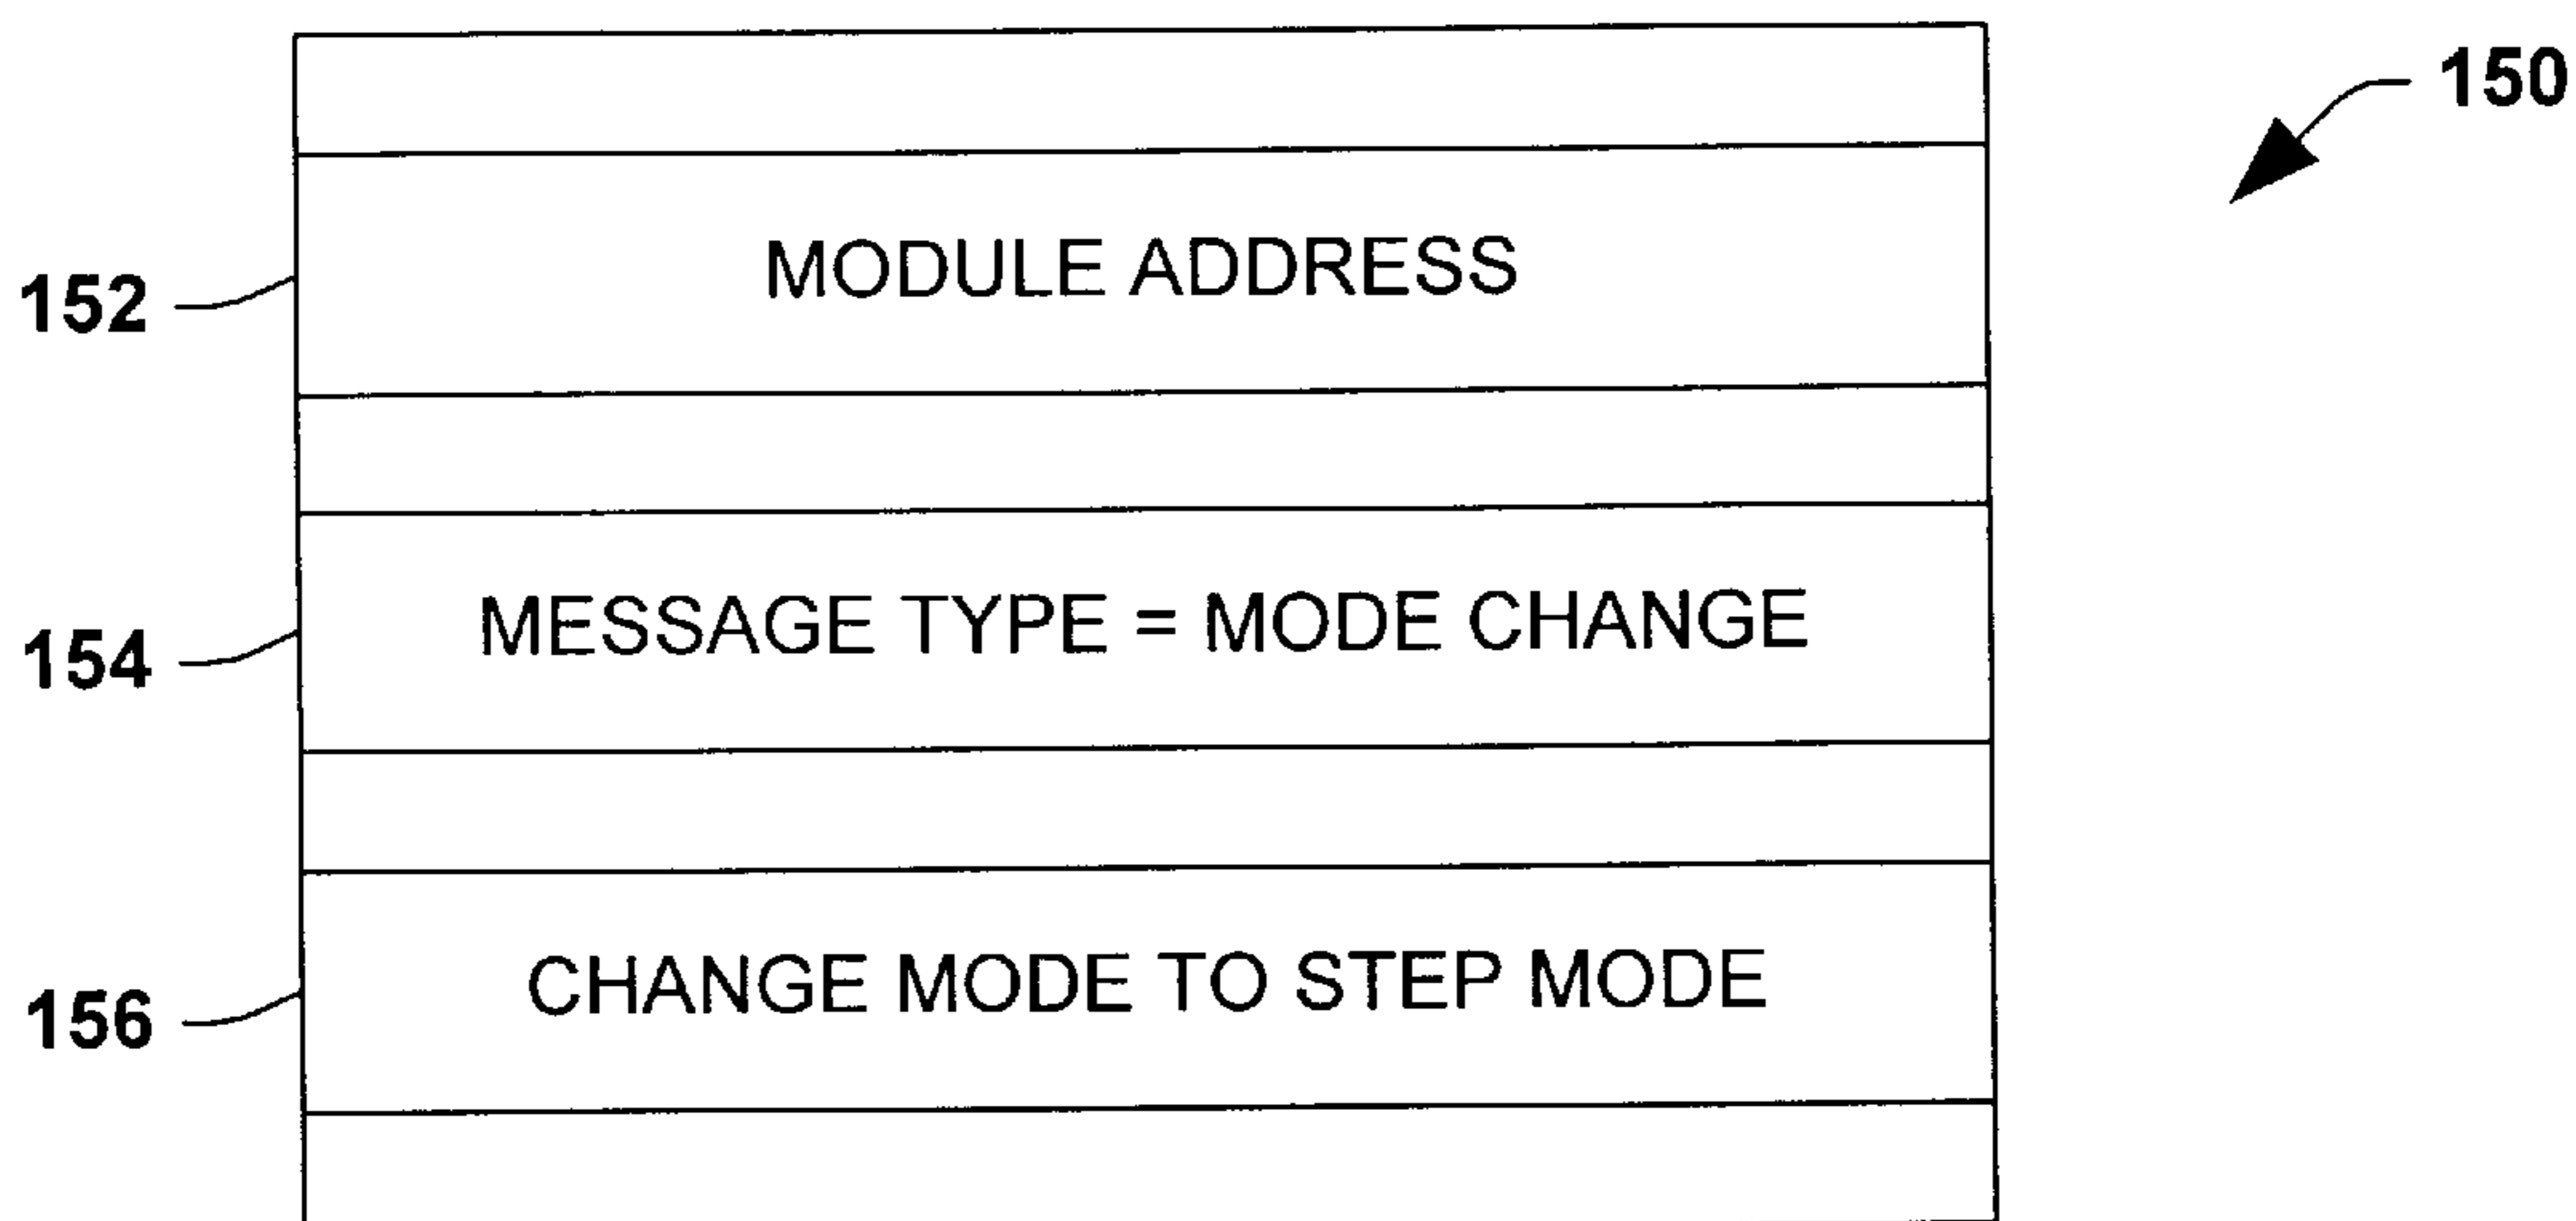 150
MODULE ADDRESS
152
MESSAGE TYPE = MODE CHANGE
154
CHANGE MODE TO STEP MODE
156